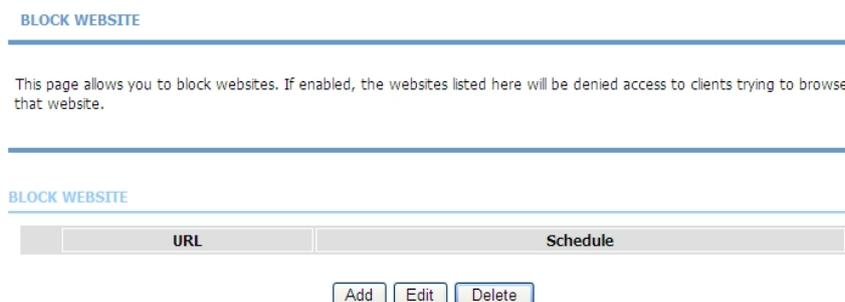 BLOCK WEBSITE
This page allows you to block websites. If enabled, the websites listed here will be denied access to clients trying to browse
that website.
BLOCK WEBSITE
URL Schedule
Add Edit Delete